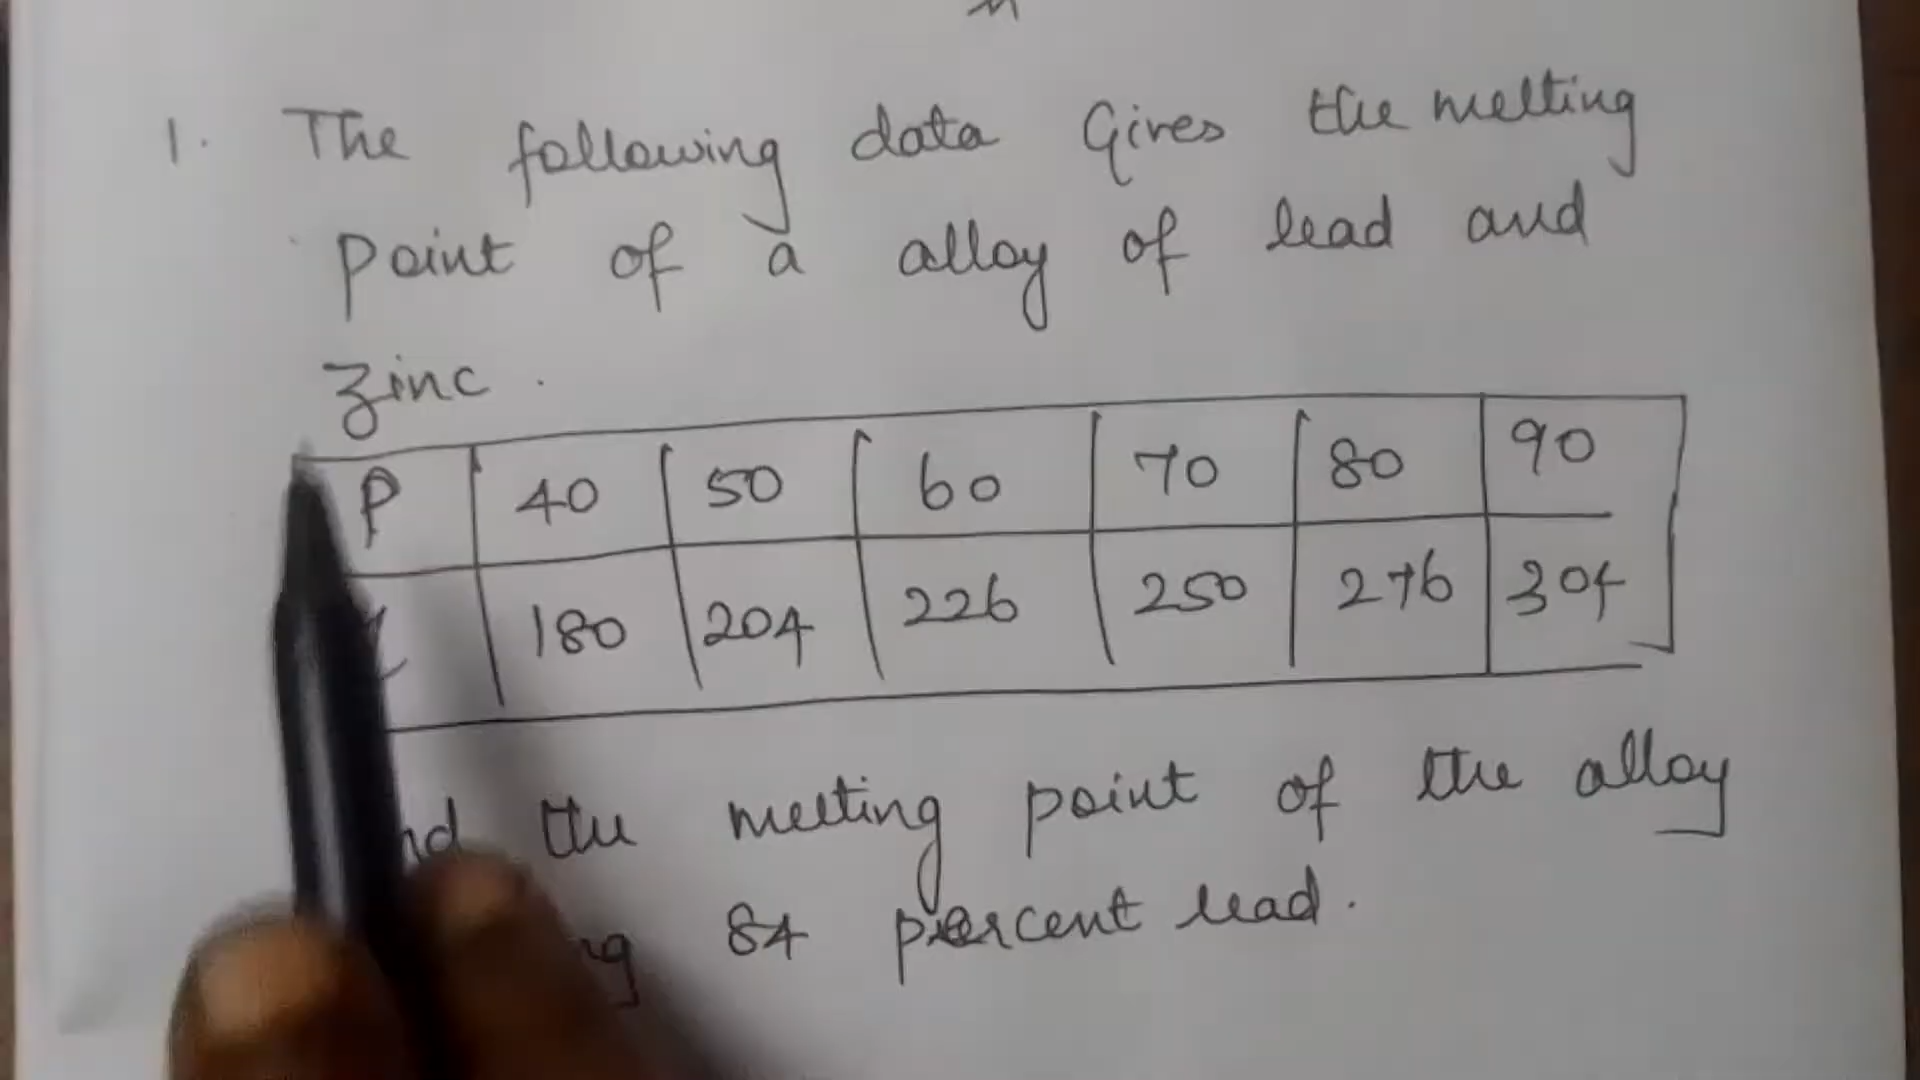 1. The following data Gives the melting
point of a alloy of lead and
Zinc.
P 40 50 60 70 80 90
180 204 226 250 276 304
the melting point of the alloy
84 percent lead.